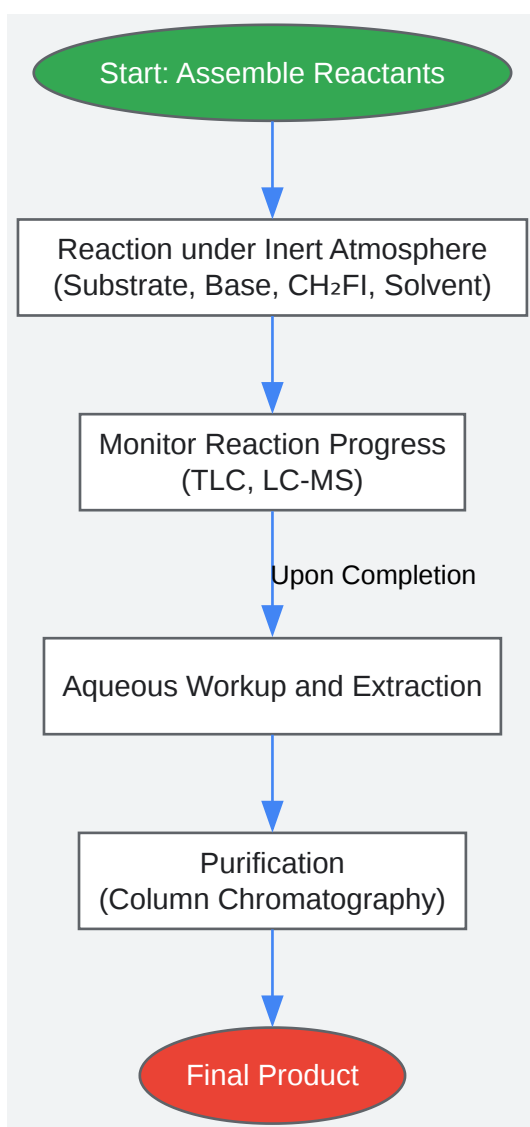 Start: Assemble Reactants
Reaction under Inert Atmosphere
(Substrate, Base, CH₂FI, Solvent)
Monitor Reaction Progress
(TLC, LC-MS)
Upon Completion
Aqueous Workup and Extraction
Purification
(Column Chromatography)
Final Product